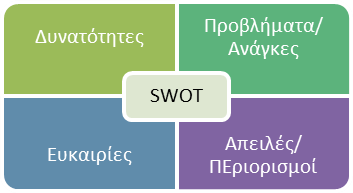 Δυνατότητες
Προβλήματα/
Ανάγκες
SWOT
Ευκαιρίες
Απειλές/
ΠΕριορισμοί